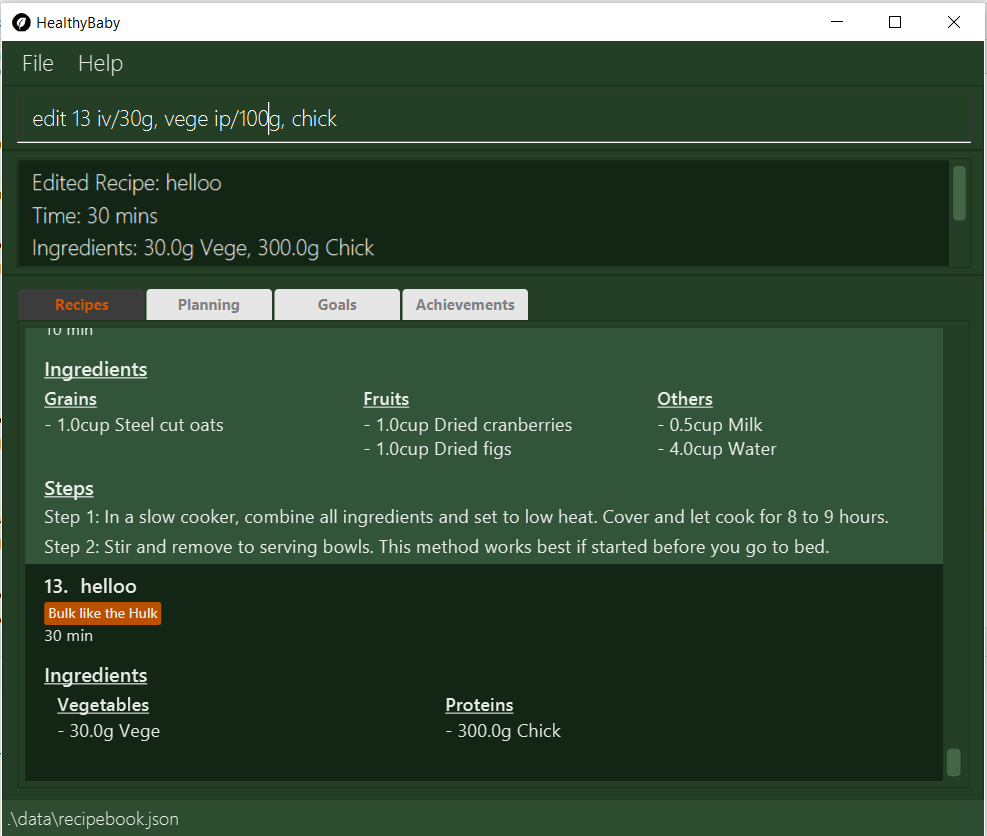 HealthyBaby
File Help
edit 13 iv/30g, vege ip/100g, chick
Edited Recipe: helloo
Time: 30 mins
Ingredients: 30.0g Vege, 300.0g Chick
Recipes Planning Goals Achievements
10 min
Ingredients
Grains Fruits Others
- 1.0cup Steel cut oats - 1.0cup Dried cranberries - 0.5cup Milk
- 1.0cup Dried figs - 4.0cup Water
Steps
Step 1: In a slow cooker, combine all ingredients and set to low heat. Cover and let cook for 8 to 9 hours.
Step 2: Stir and remove to serving bowls. This method works best if started before you go to bed.
13. helloo
Bulk like the Hulk
30 min
Ingredients
Vegetables Proteins
- 30.0g Vege - 300.0g Chick
.\data\recipebook.json